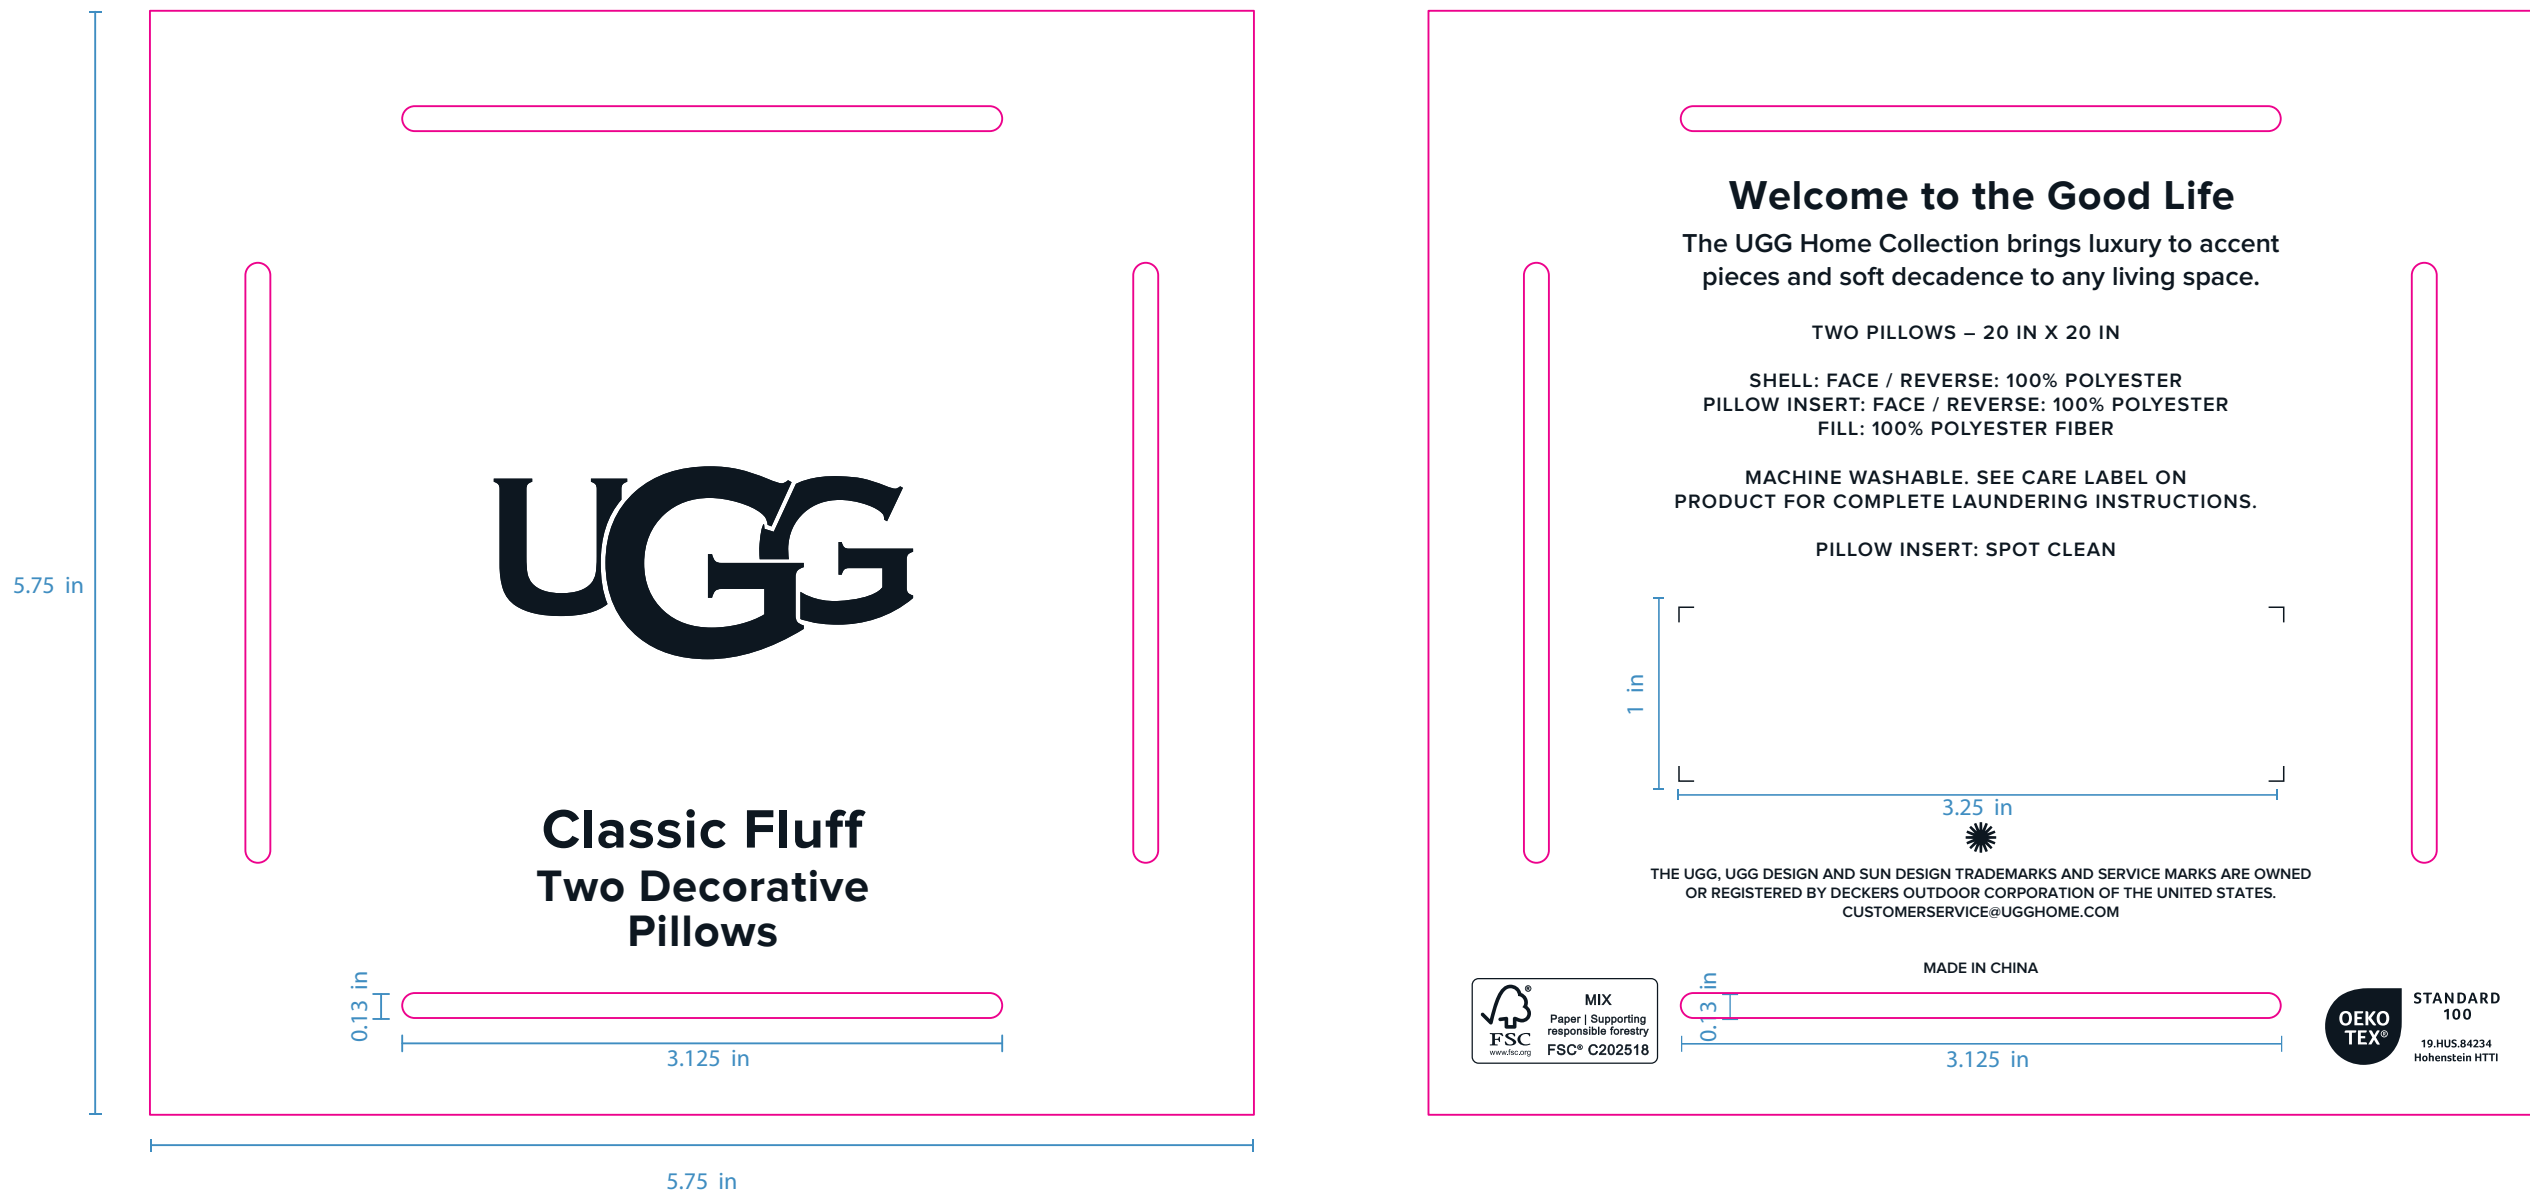 5.75 in
UGG
Classic Fluff
Two Decorative
Pillows
0.13 in
3.125 in
5.75 in
Welcome to the Good Life
The UGG Home Collection brings luxury to accent
pieces and soft decadence to any living space.
TWO PILLOWS – 20 IN X 20 IN
SHELL: FACE / REVERSE: 100% POLYESTER
PILLOW INSERT: FACE / REVERSE: 100% POLYESTER
FILL: 100% POLYESTER FIBER
MACHINE WASHABLE. SEE CARE LABEL ON
PRODUCT FOR COMPLETE LAUNDERING INSTRUCTIONS.
PILLOW INSERT: SPOT CLEAN
1 in
3.25 in
THE UGG, UGG DESIGN AND SUN DESIGN TRADEMARKS AND SERVICE MARKS ARE OWNED
OR REGISTERED BY DECKERS OUTDOOR CORPORATION OF THE UNITED STATES.
CUSTOMERSERVICE@UGGHOME.COM
MADE IN CHINA
®
FSC
www.fsc.org
MIX
Paper | Supporting
responsible forestry
FSC® C202518
0.13 in
3.125 in
OEKO
TEX®
STANDARD
100
19.HUS.84234
Hohenstein HTTI